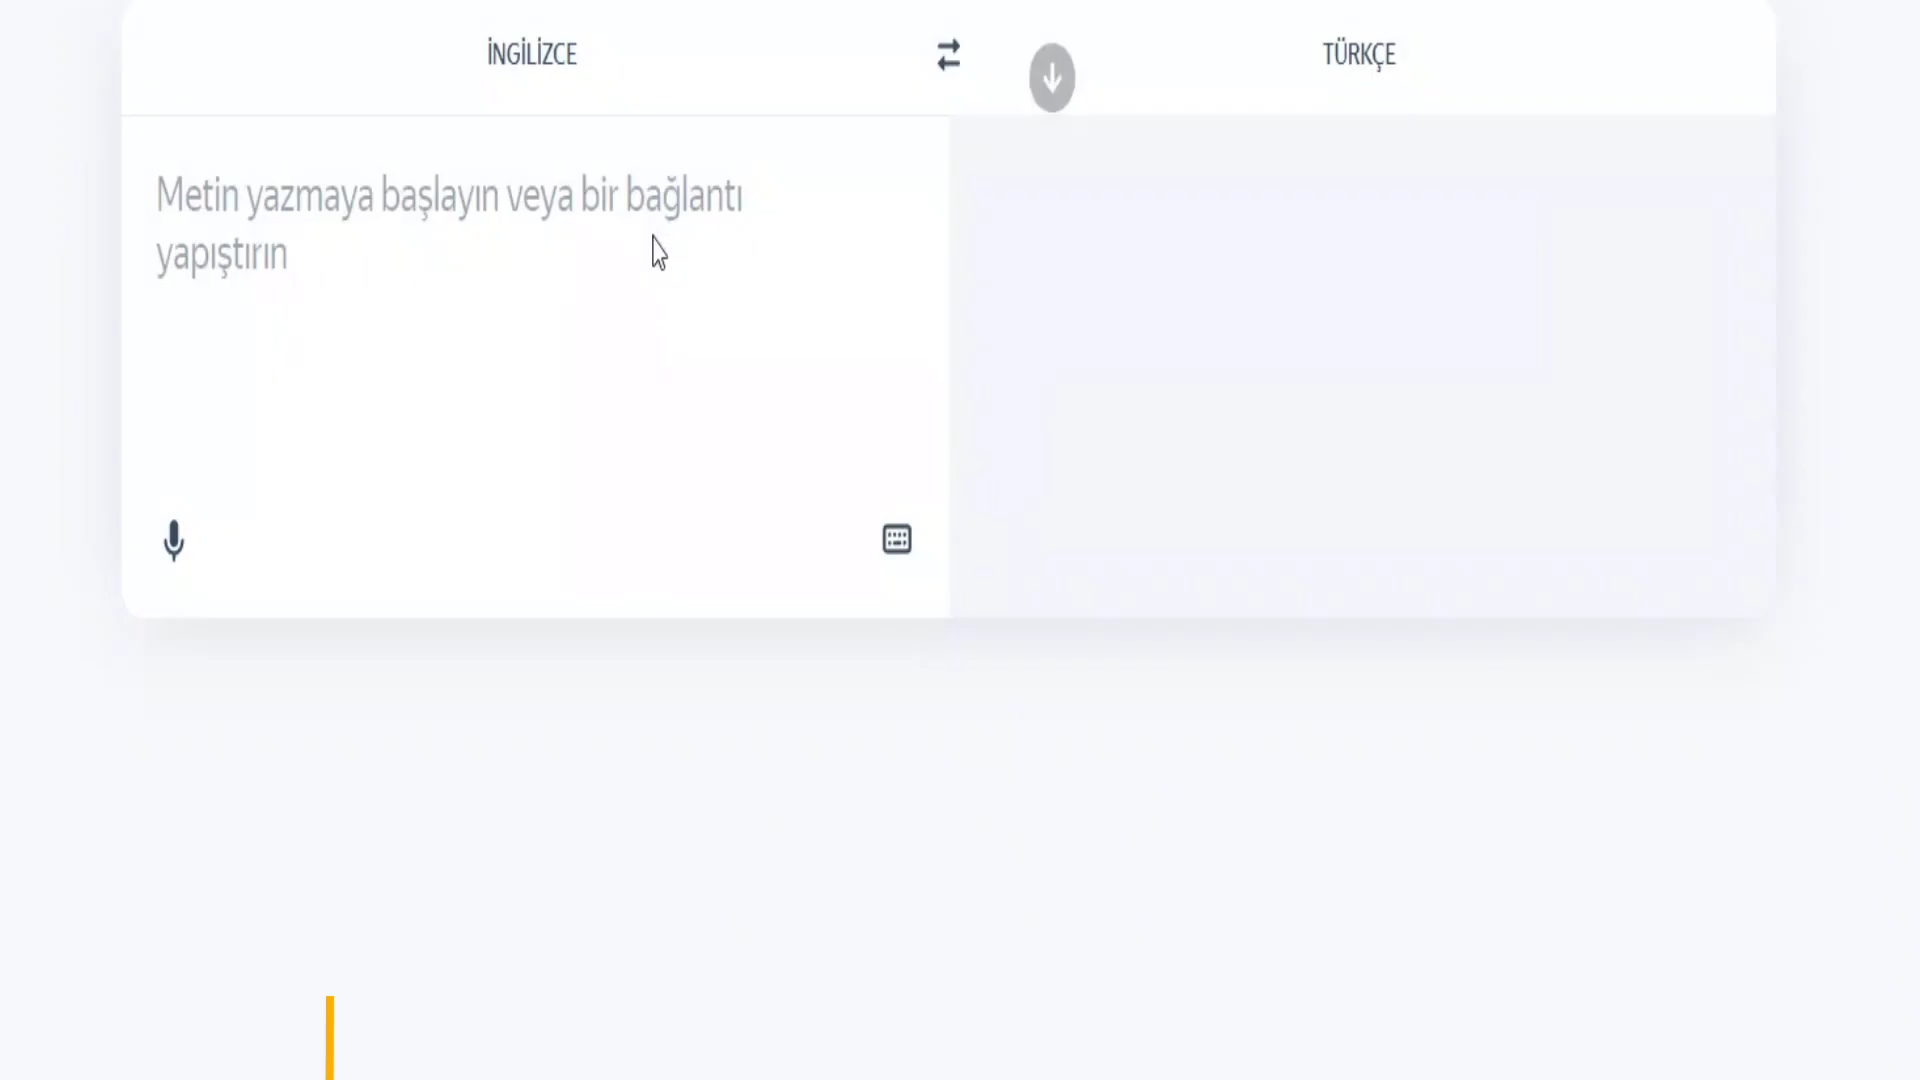 İNGİLİZCE
TÜRKÇE
Metin yazmaya başlayın veya bir bağlantı
yapıştırın